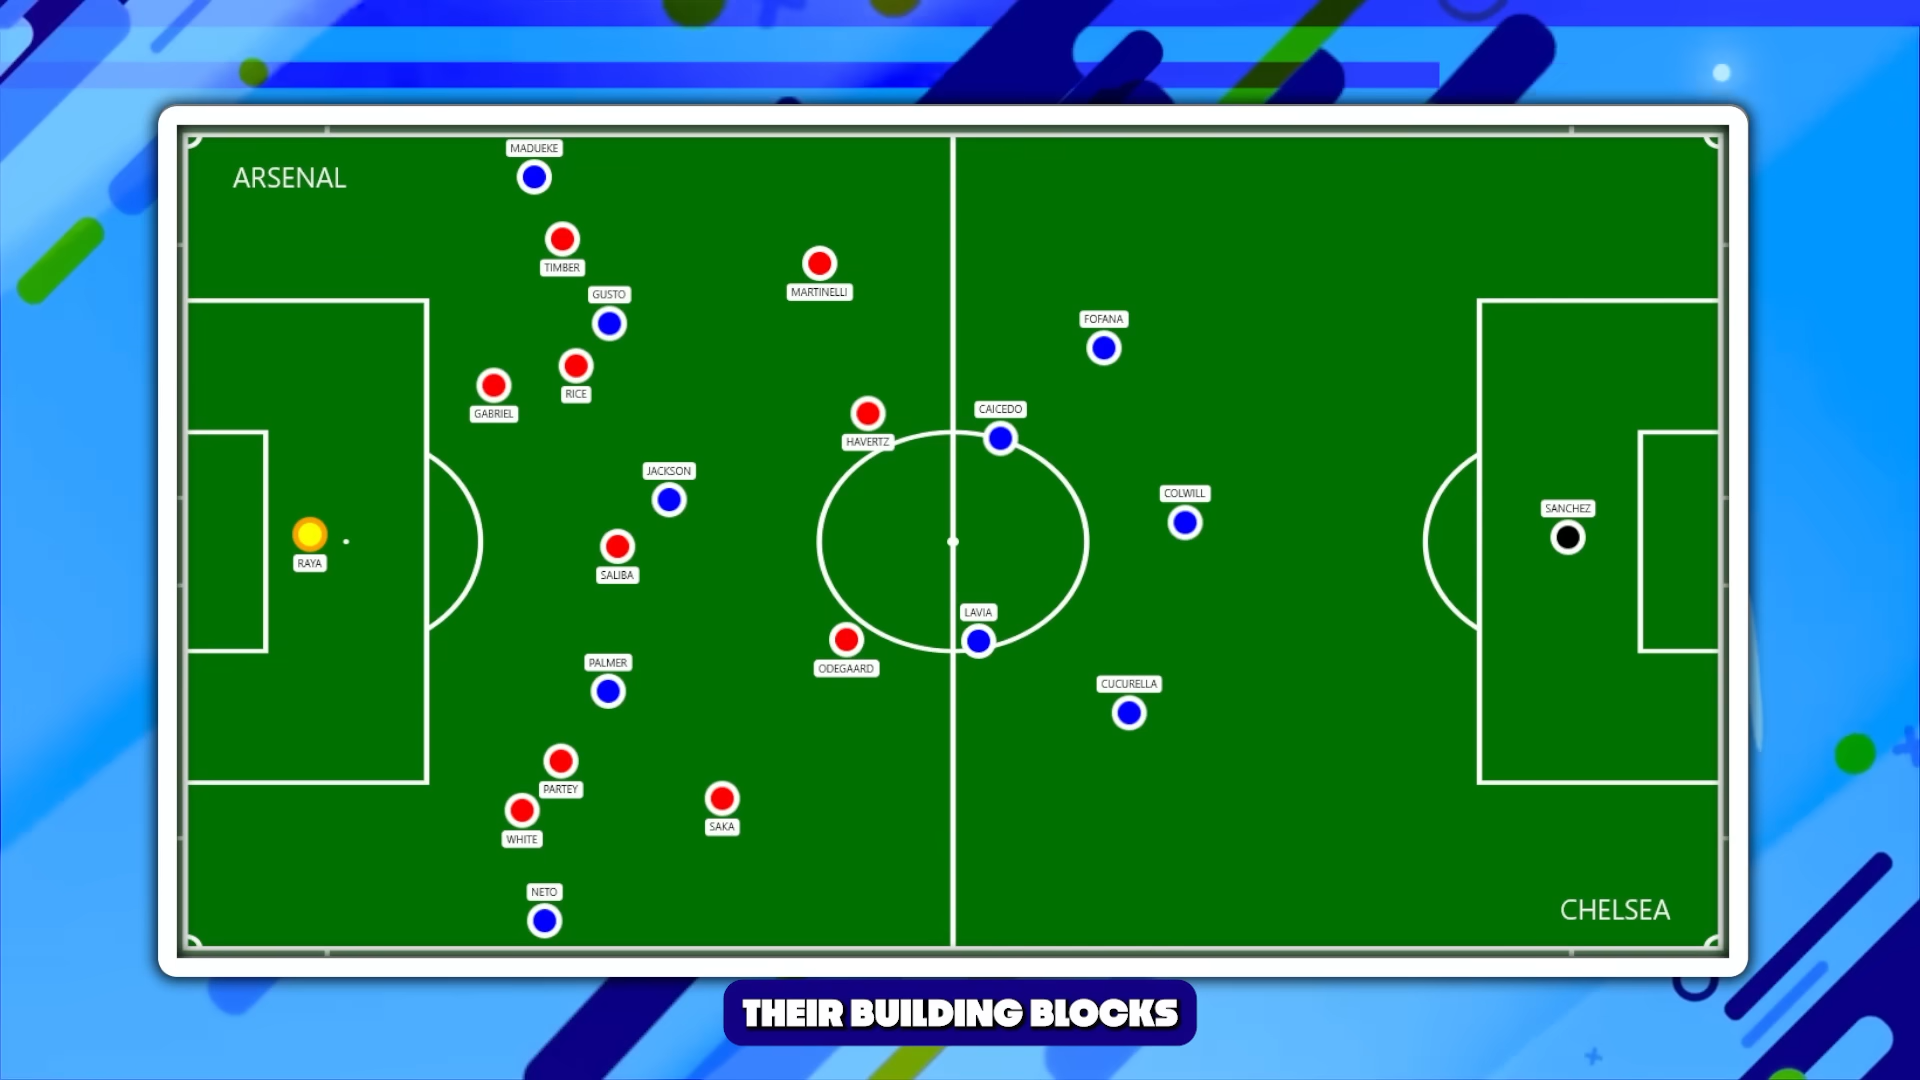 MADUEKE
ARSENAL
TIMBER
MARTINELLI
GUSTO
FOFANA
RICE
GABRIEL
CAICEDO
HAVERTZ
JACKSON
COLWILL
SANCHEZ
RAYA
SALIBA
LAVIA
PALMER
ODEGAARD
CUCURELLA
PARTEY
SAKA
WHITE
NETO
CHELSEA
THEIR BUILDING BLOCKS